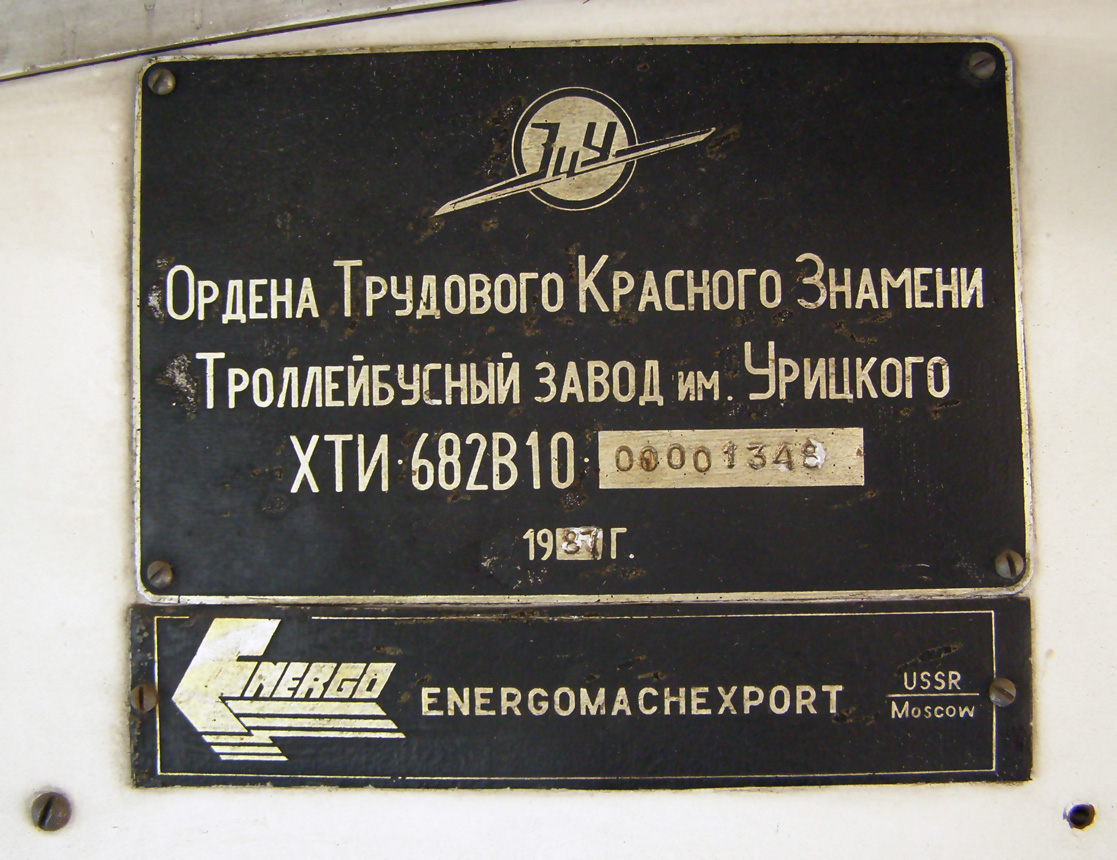 ЗиУ
Ордена Трудового Красного Знамени
Троллейбусный завод им. Урицкого
ХТИ·682В10·00001348
1987 Г.
ENERGO
ENERGOMACHEXPORT
USSR
Moscow